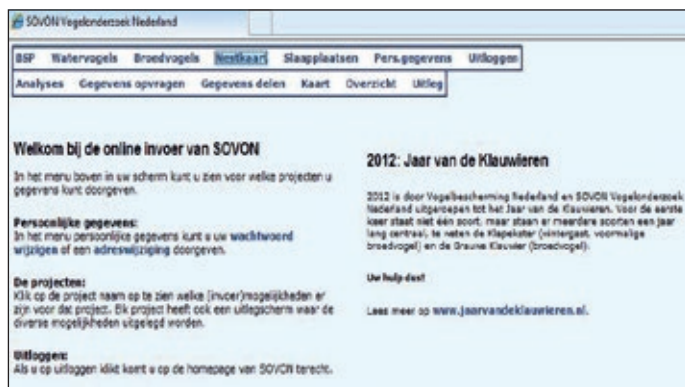 SOVON Vogelonderzoek Nederland
BSP Watervogels Broedvogels Nestkaart Slaapplaatsen Pers.gegevens Uitloggen
Analyses Gegevens opvragen Gegevens delen Kaart Overzicht Uitleg
Welkom bij de online invoer van SOVON
In het menu boven in uw scherm kunt u zien voor welke projecten u
gegevens kunt doorgeven.
Persoonlijke gegevens:
In het menu persoonlijke gegevens kunt u uw wachtwoord
wijzigen of een adreswijziging doorgeven.
De projecten:
Klik op de project naam op te zien welke (invoer)mogelijkheden er
zijn voor dat project. Elk project heeft ook een uitlegscherm waar de
diverse mogelijkheden uitgelegd worden.
Uitloggen:
Als u op uitloggen klikt komt u op de homepage van SOVON terecht.
2012: Jaar van de Klauwieren
2012 is door Vogelbescherming Nederland en SOVON Vogelonderzoek
Nederland uitgeroepen tot het Jaar van de Klauwieren. Voor de eerste
keer staat niet één soort, maar staan er meerdere soorten een jaar
lang centraal, te weten de Klapekster (wintergast, voormalige
broedvogel) en de Grauwe Klauwier (broedvogel).
Uw hulp dus!
Lees meer op www.jaarvandeklauwieren.nl.